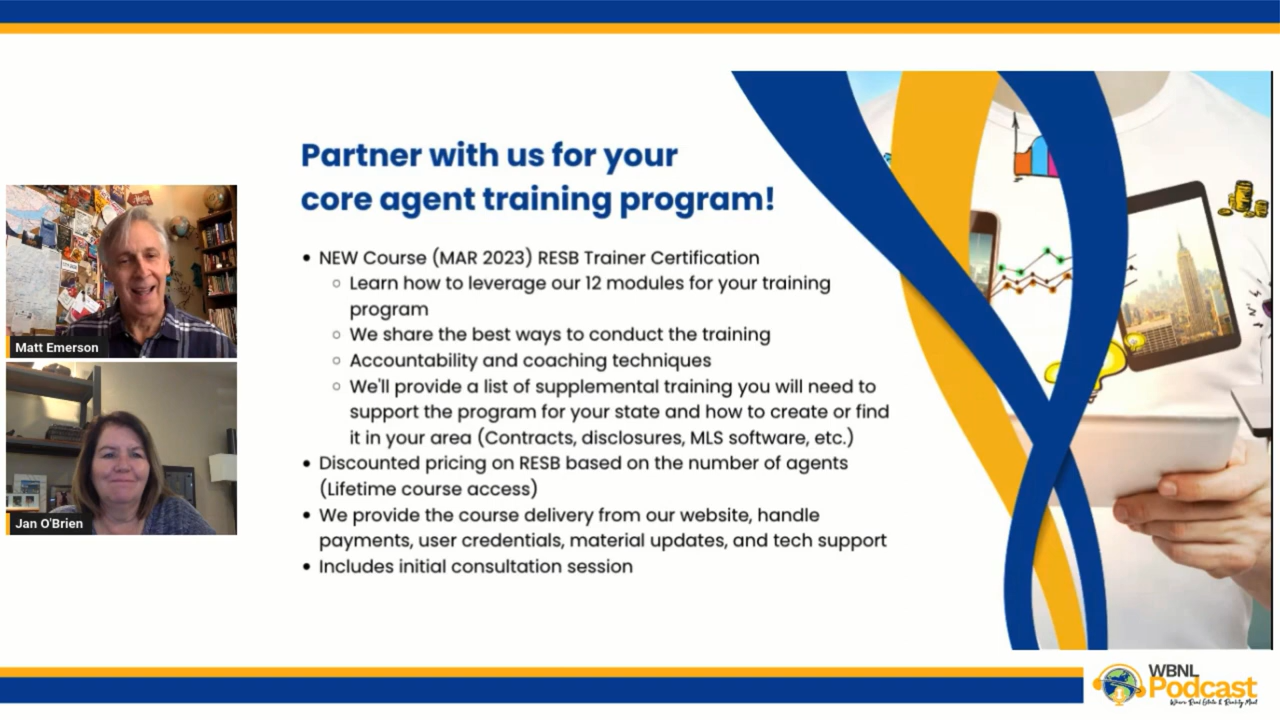 Partner with us for your
core agent training program!
NEW Course (MAR 2023) RESB Trainer Certification
Learn how to leverage our 12 modules for your training
program
We share the best ways to conduct the training
Accountability and coaching techniques
We'll provide a list of supplemental training you will need to
support the program for your state and how to create or find
it in your area (Contracts, disclosures, MLS software, etc.)
Discounted pricing on RESB based on the number of agents
(Lifetime course access)
We provide the course delivery from our website, handle
payments, user credentials, material updates, and tech support
Includes initial consultation session
Matt Emerson
Jan O'Brien
WBNL
Podcast
Where Real Estate & Reality Meet